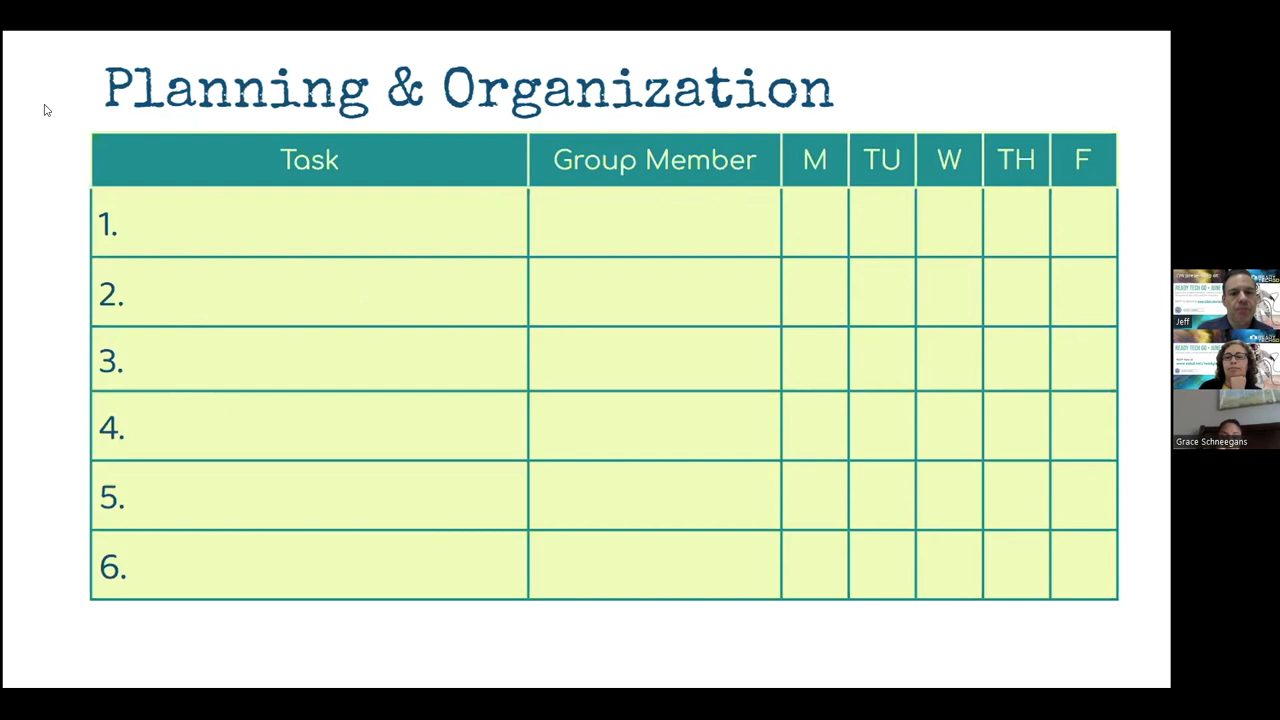 Planning & Organization
Task Group Member M TU W TH F
1.
2.
3.
4.
5.
6.
Jeff
Grace Schneegans